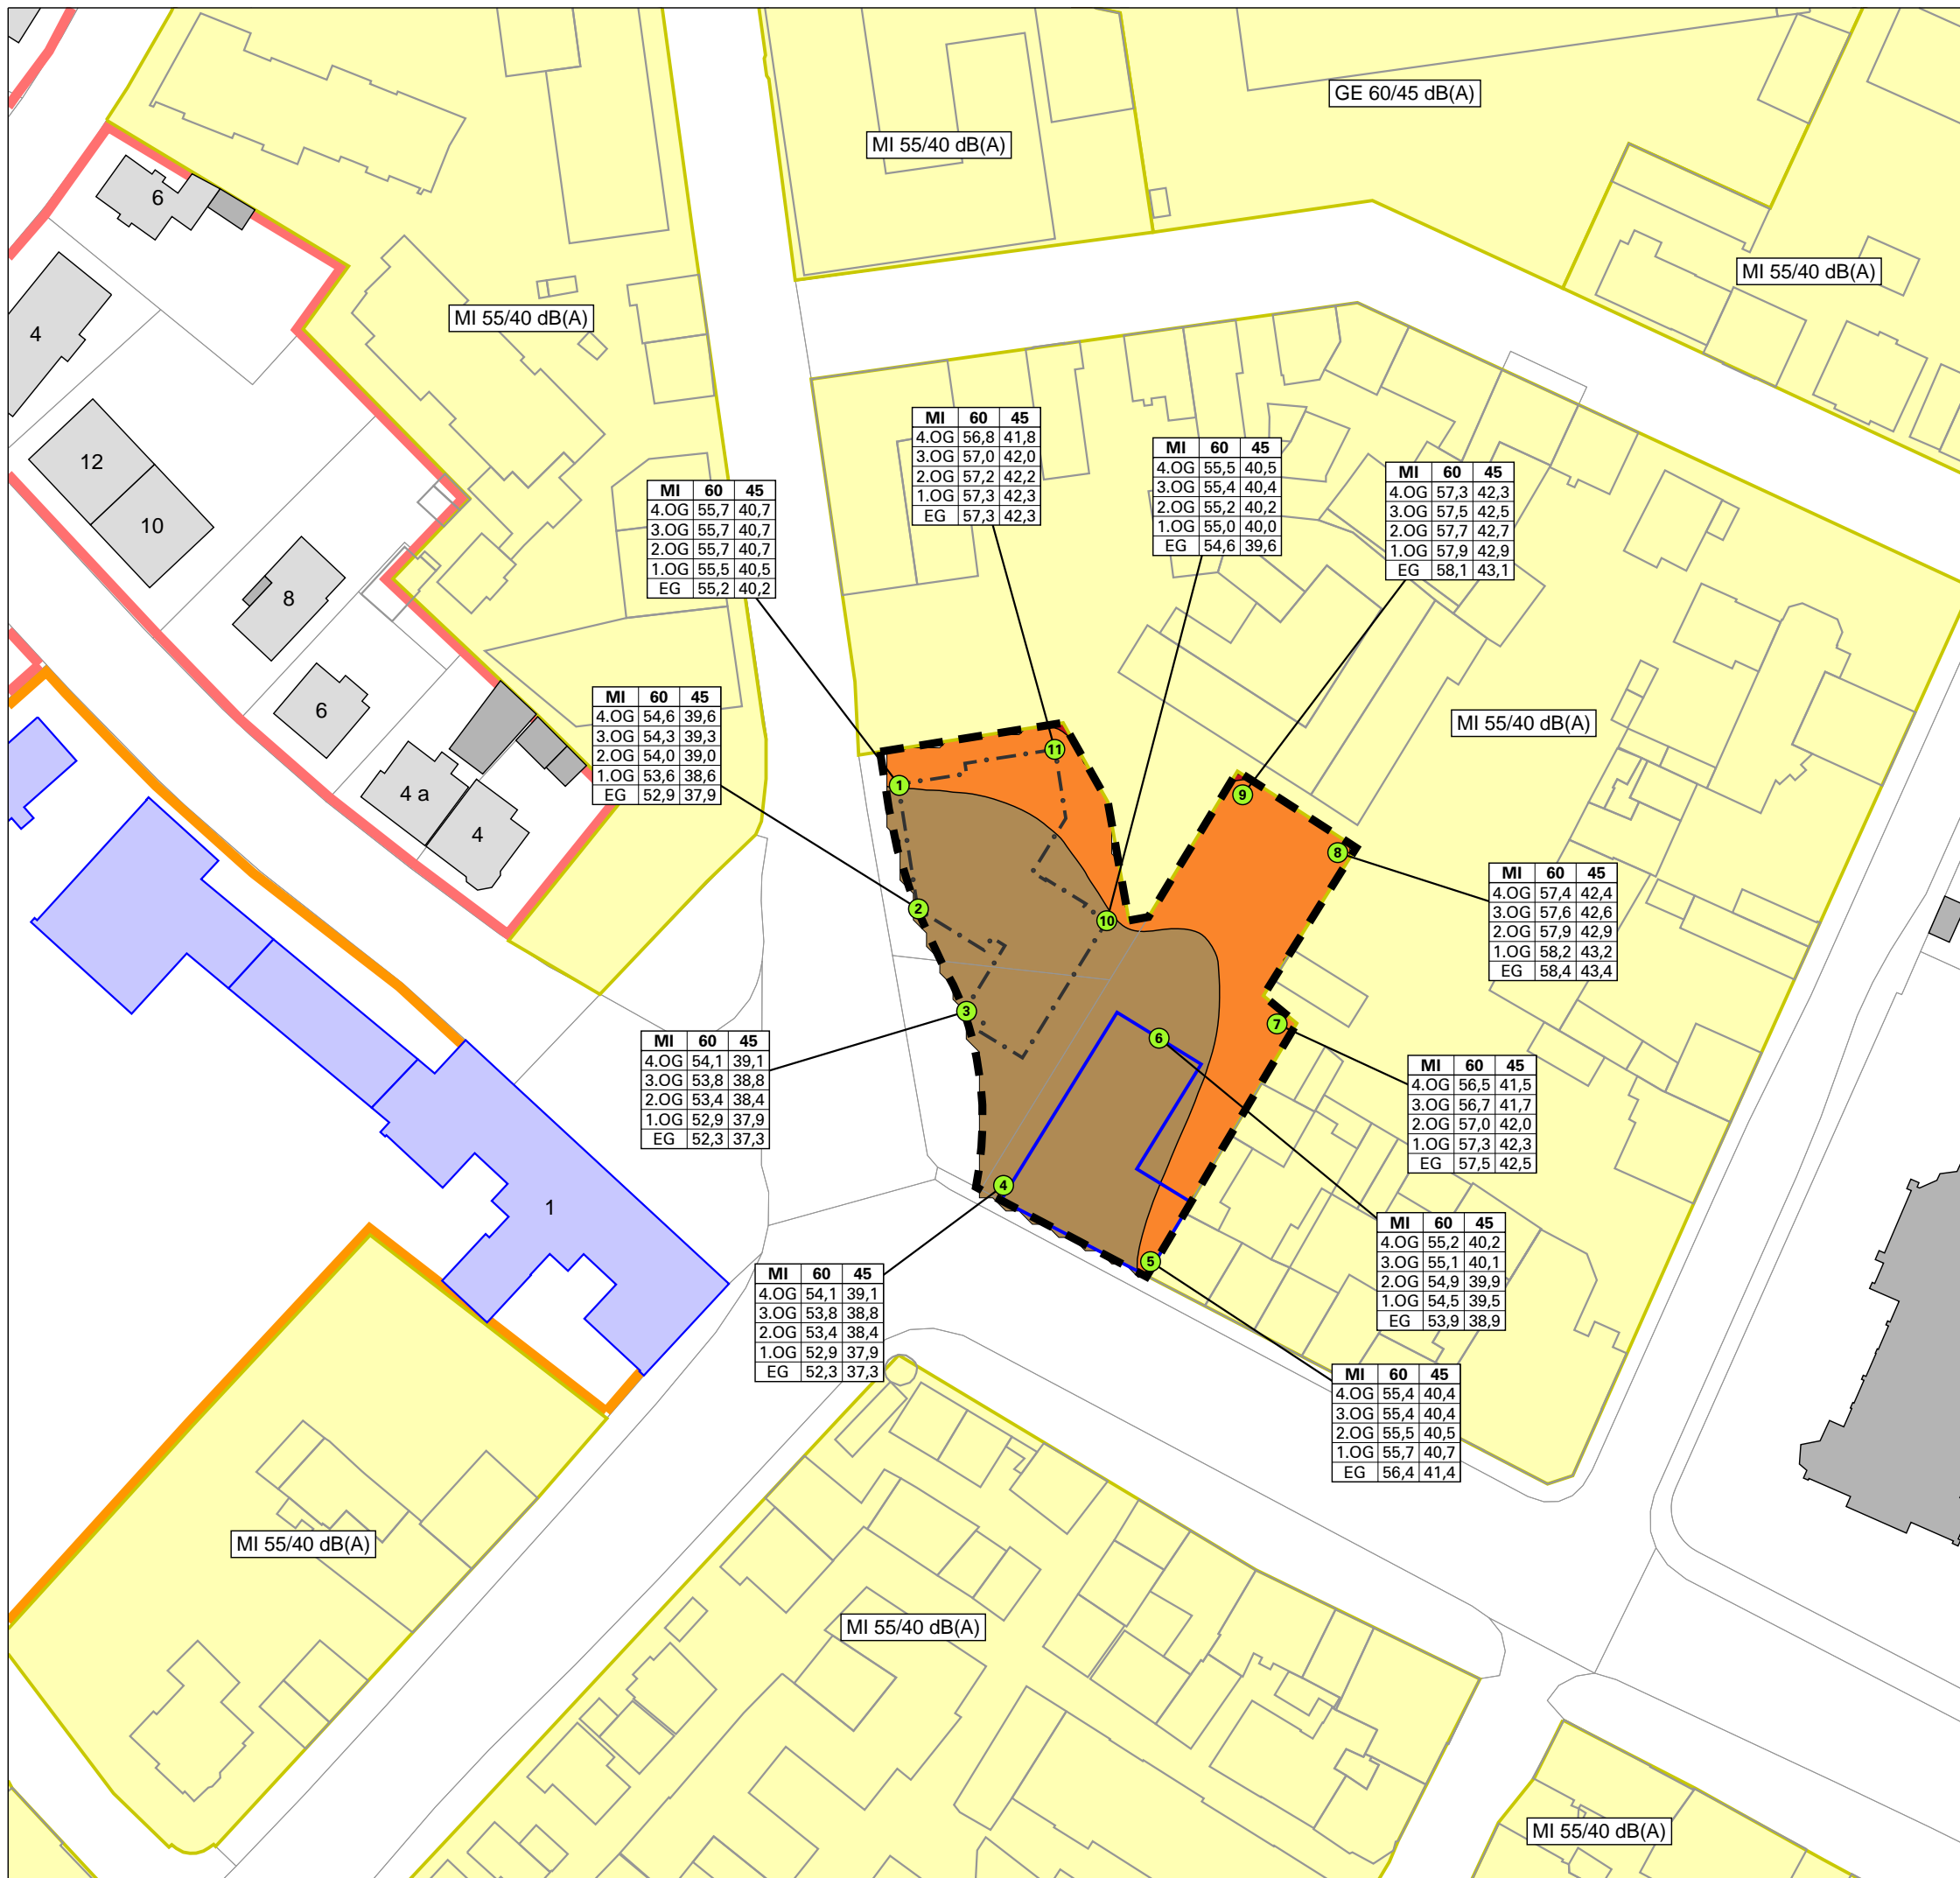 GE 60/45 dB(A)
MI 55/40 dB(A)
6
MI 55/40 dB(A)
4
MI 55/40 dB(A)
MI 60 45
4.OG 56,8 41,8
3.OG 57,0 42,0
2.OG 57,2 42,2
1.OG 57,3 42,3
EG 57,3 42,3
MI 60 45
4.OG 55,5 40,5
3.OG 55,4 40,4
2.OG 55,2 40,2
1.OG 55,0 40,0
EG 54,6 39,6
12
MI 60 45
4.OG 57,3 42,3
3.OG 57,5 42,5
2.OG 57,7 42,7
1.OG 57,9 42,9
EG 58,1 43,1
MI 60 45
4.OG 55,7 40,7
3.OG 55,7 40,7
2.OG 55,7 40,7
1.OG 55,5 40,5
EG 55,2 40,2
10
8
6
MI 60 45
4.OG 54,6 39,6
3.OG 54,3 39,3
2.OG 54,0 39,0
1.OG 53,6 38,6
EG 52,9 37,9
MI 55/40 dB(A)
11
1
9
4 a
4
8
MI 60 45
4.OG 57,4 42,4
3.OG 57,6 42,6
2.OG 57,9 42,9
1.OG 58,2 43,2
EG 58,4 43,4
2
10
3
7
6
MI 60 45
4.OG 54,1 39,1
3.OG 53,8 38,8
2.OG 53,4 38,4
1.OG 52,9 37,9
EG 52,3 37,3
MI 60 45
4.OG 56,5 41,5
3.OG 56,7 41,7
2.OG 57,0 42,0
1.OG 57,3 42,3
EG 57,5 42,5
4
1
MI 60 45
4.OG 55,2 40,2
3.OG 55,1 40,1
2.OG 54,9 39,9
1.OG 54,5 39,5
EG 53,9 38,9
5
MI 60 45
4.OG 54,1 39,1
3.OG 53,8 38,8
2.OG 53,4 38,4
1.OG 52,9 37,9
EG 52,3 37,3
MI 60 45
4.OG 55,4 40,4
3.OG 55,4 40,4
2.OG 55,5 40,5
1.OG 55,7 40,7
EG 56,4 41,4
MI 55/40 dB(A)
MI 55/40 dB(A)
MI 55/40 dB(A)